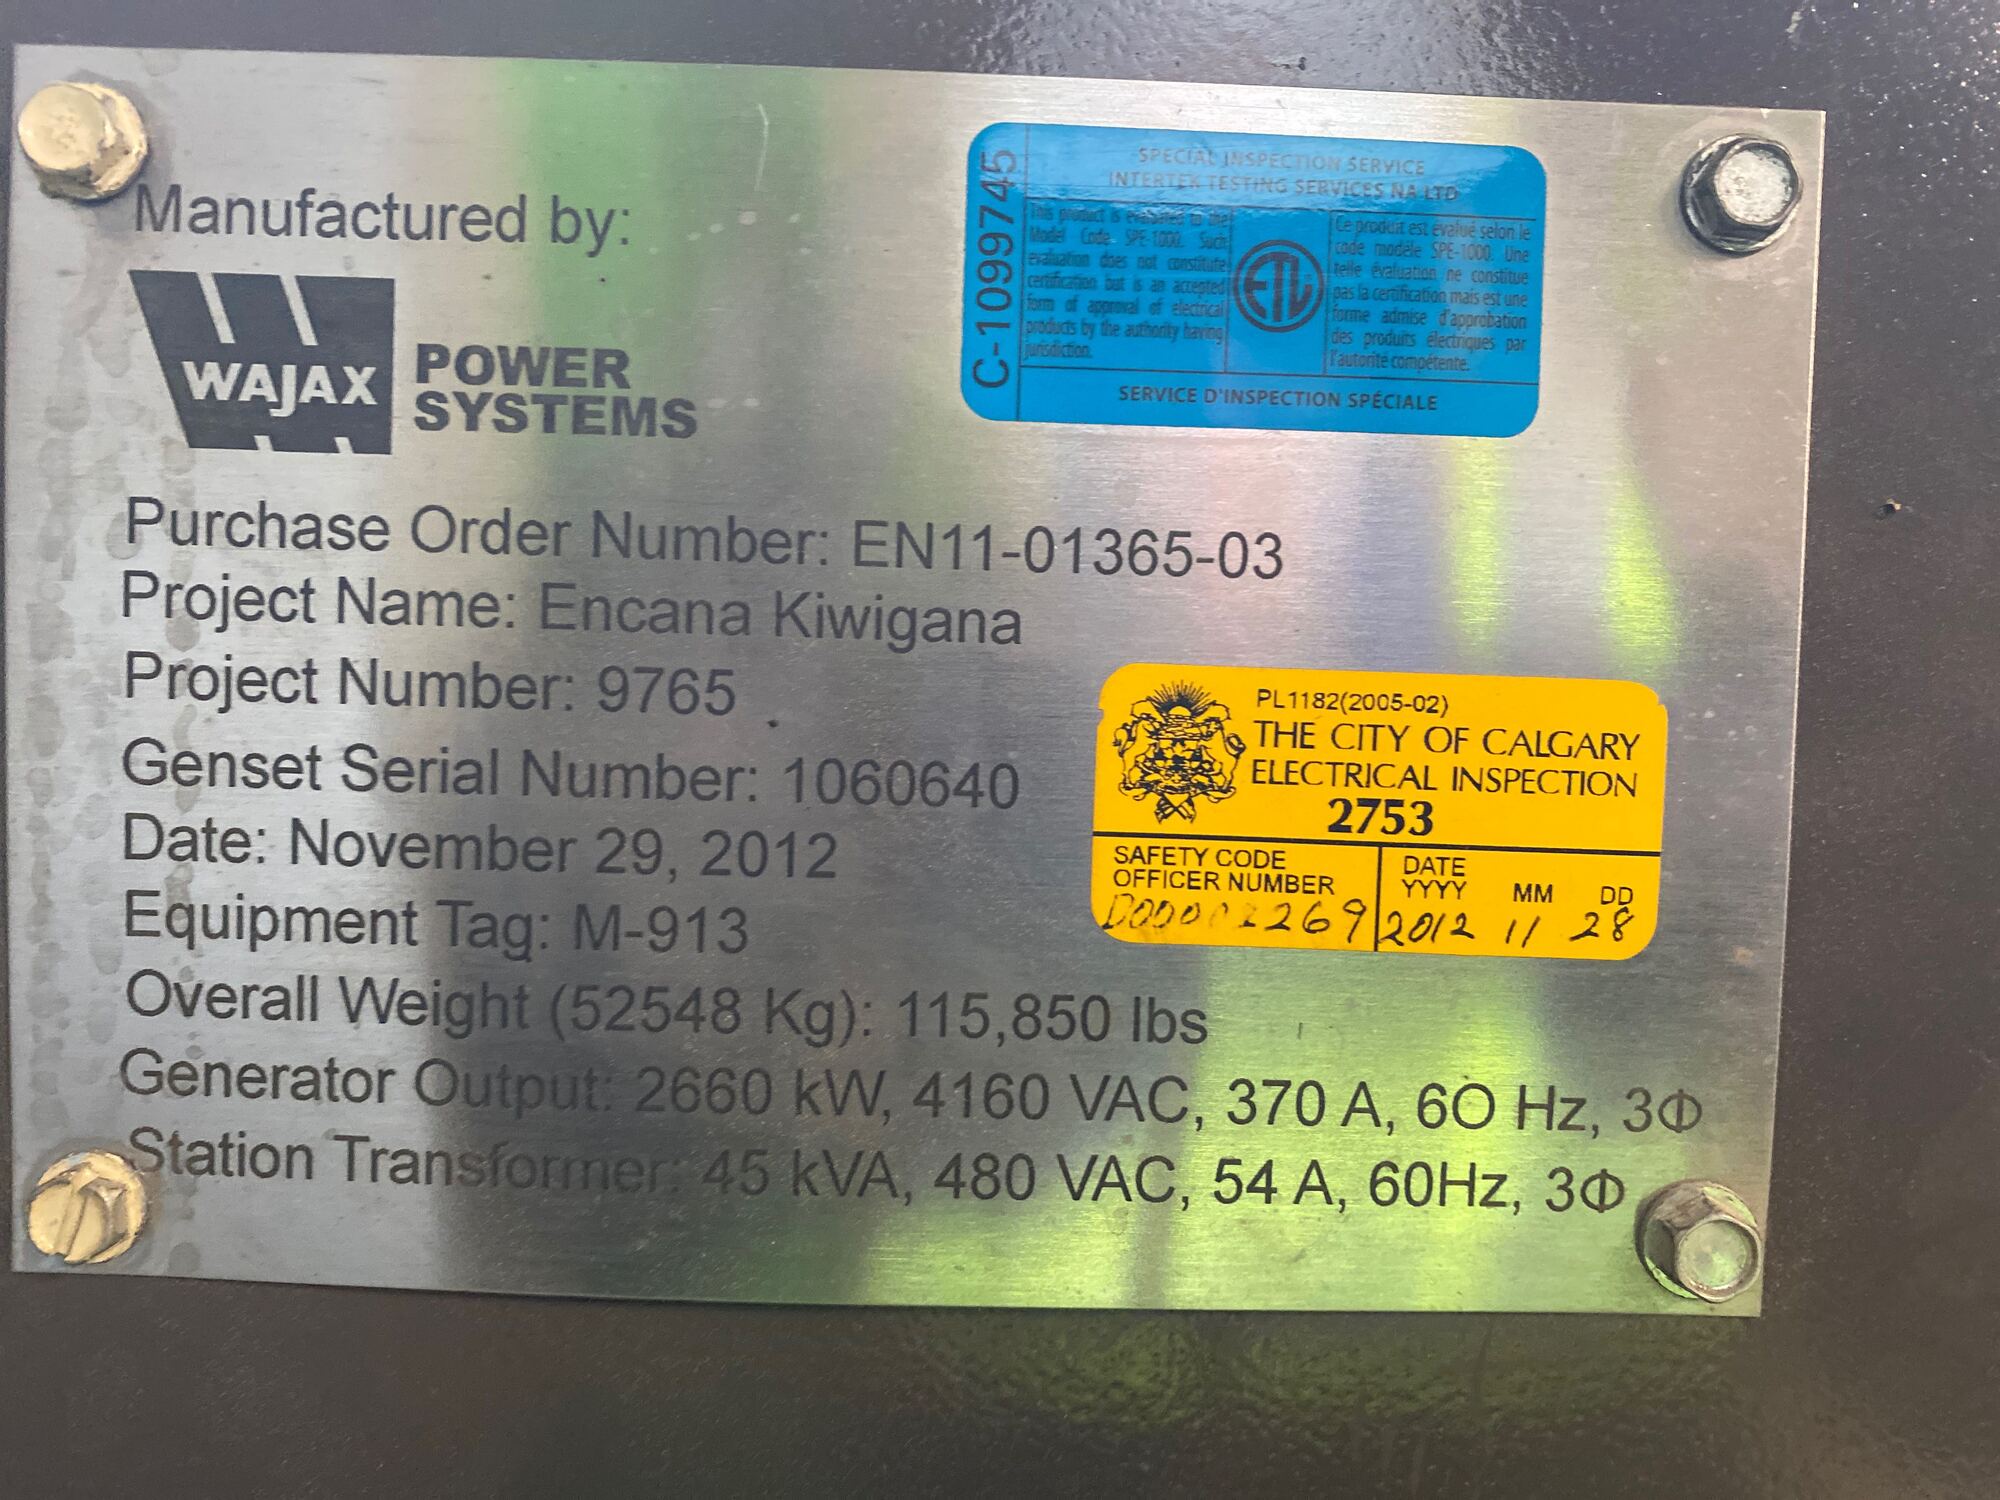 Manufactured by:
WAJAX
POWER
SYSTEMS
C-1099745
SPECIAL INSPECTION SERVICE
INTERTEK TESTING SERVICES NA LTD
This product is evaluated to the
Model Code SPE-1000. Such
evaluation does not constitute
certification but is an accepted
form of approval of electrical
products by the authority having
jurisdiction.
ETL
Ce produit est évalué selon le
code modèle SPE-1000. Une
telle évaluation ne constitue
pas la certification mais est une
forme admise d'approbation
des produits électriques par
l'autorité compétente.
SERVICE D'INSPECTION SPÉCIALE
Purchase Order Number: EN11-01365-03
Project Name: Encana Kiwigana
Project Number: 9765
Genset Serial Number: 1060640
Date: November 29, 2012
Equipment Tag: M-913
Overall Weight (52548 Kg): 115,850 lbs
Generator Output: 2660 kW, 4160 VAC, 370 A, 6O Hz, 3Φ
Station Transformer: 45 kVA, 480 VAC, 54 A, 60Hz, 3Φ
PL1182(2005-02)
THE CITY OF CALGARY
ELECTRICAL INSPECTION
2753
SAFETY CODE
OFFICER NUMBER
DATE
YYYY MM DD
2012 11 28